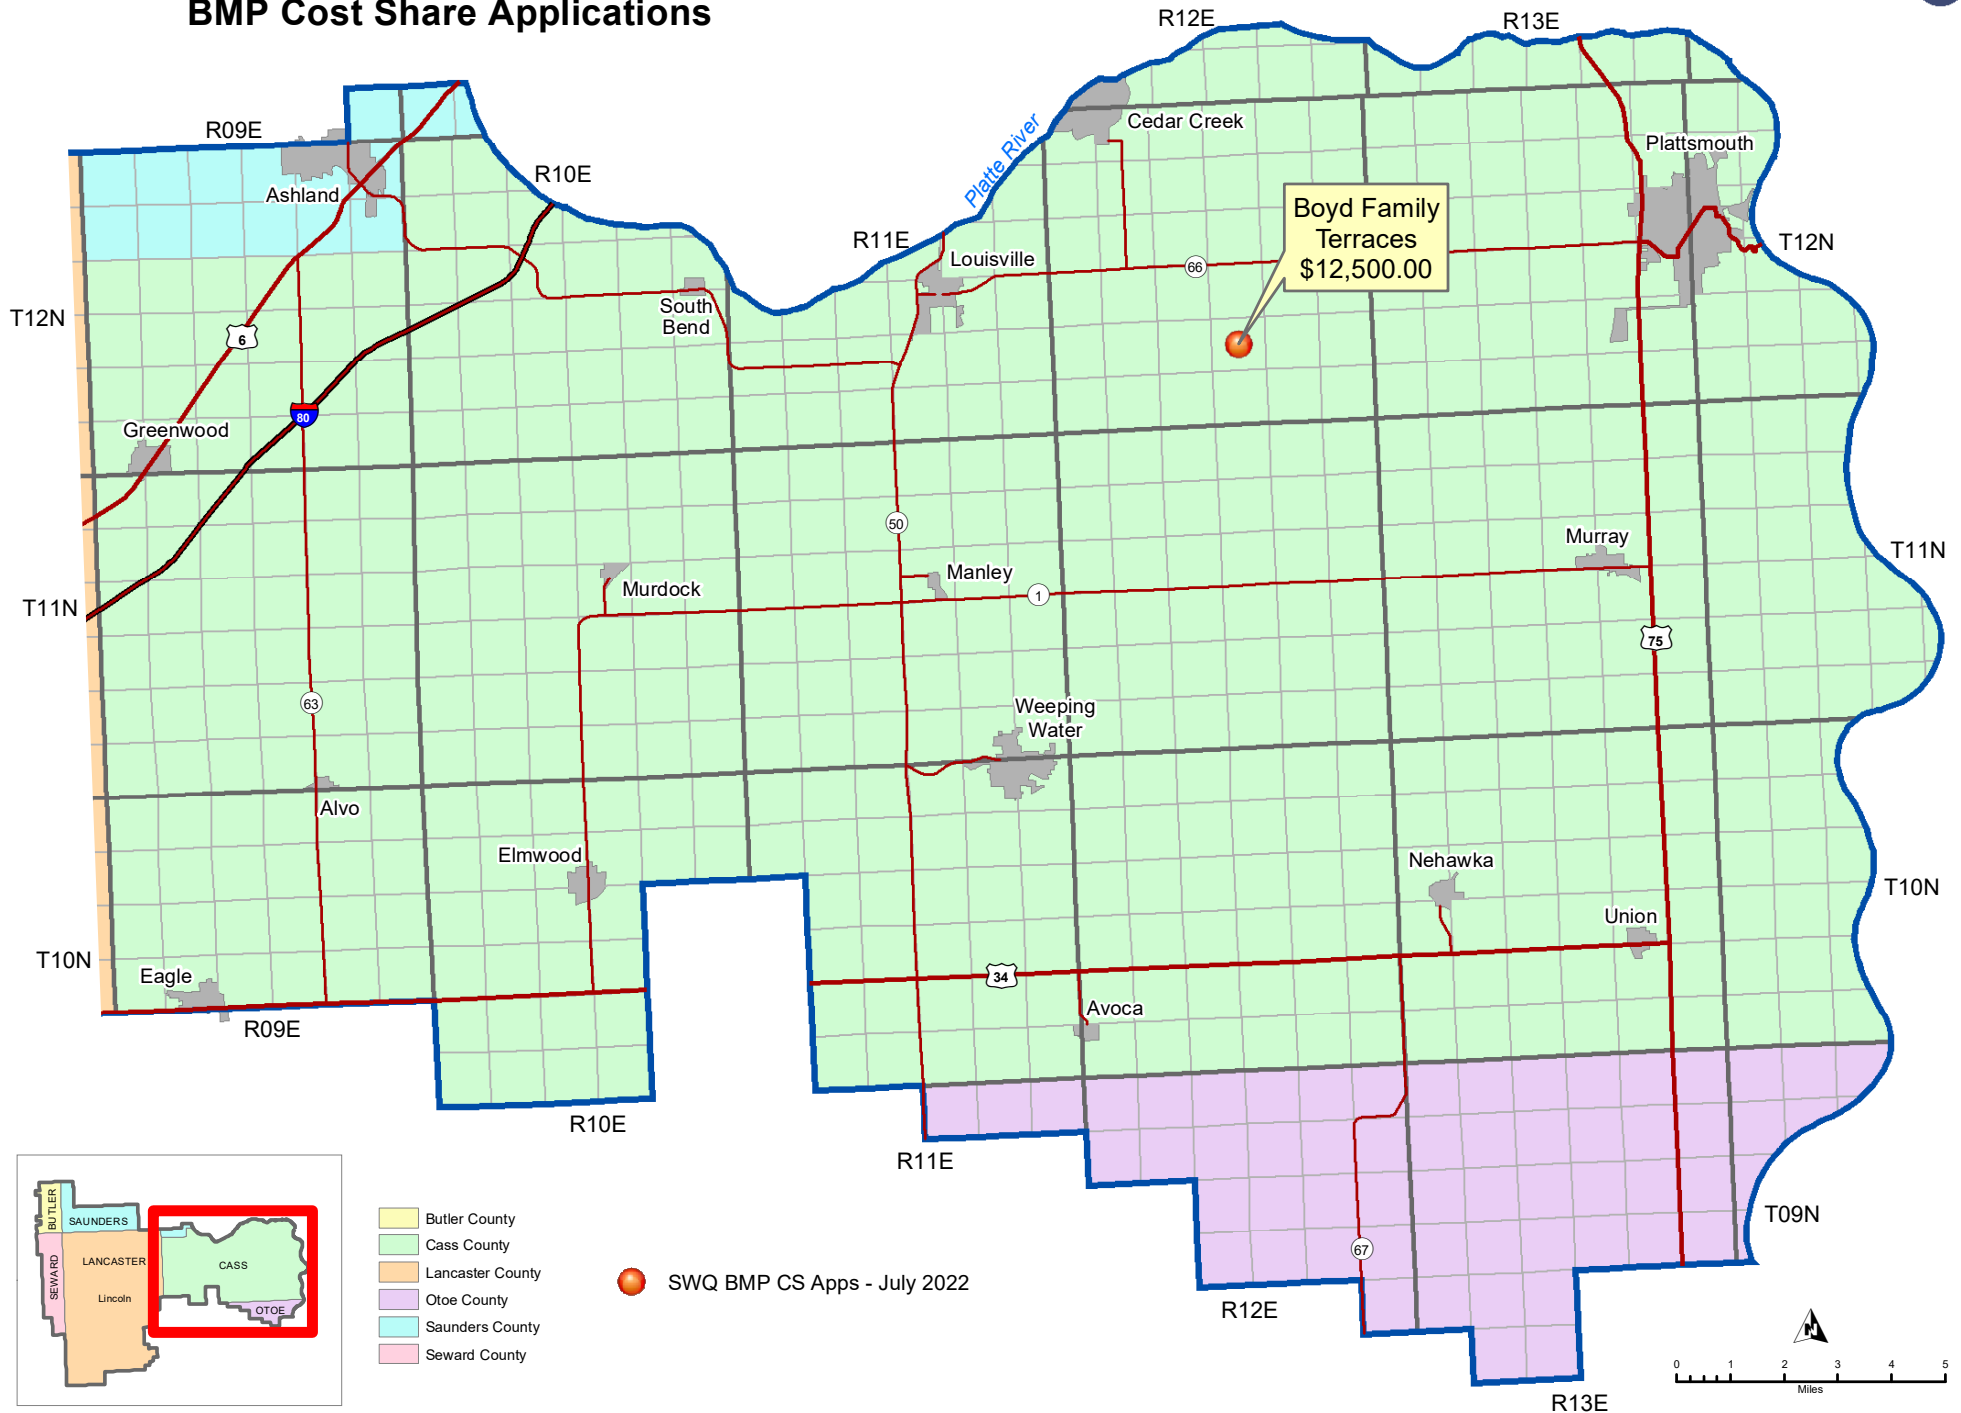 BMP Cost Share Applications
R12E
R13E
R09E
Cedar Creek
Platte River
Plattsmouth
R10E
Ashland
Boyd Family
Terraces
$12,500.00
R11E
T12N
Louisville
66
South
Bend
T12N
6
80
Greenwood
50
Murray
T11N
Manley
Murdock
1
T11N
75
63
Weeping
Water
Alvo
Elmwood
Nehawka
T10N
Union
T10N
Eagle
34
Avoca
R09E
R10E
R11E
T09N
67
R12E
R13E
BUTLER
SAUNDERS
SEWARD
LANCASTER
Lincoln
CASS
OTOE
Butler County
Cass County
Lancaster County
Otoe County
Saunders County
Seward County
SWQ BMP CS Apps - July 2022
N
0 1 2 3 4 5
Miles